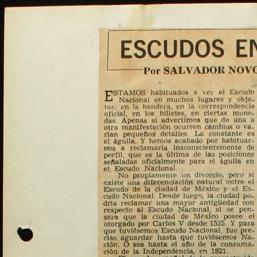 ESCUDOS EN
Por SALVADOR NOVO
ESTAMOS habituados a ver el Escudo
Nacional en muchos lugares y obje-
tos: en la bandera, en la correspondencia
oficial, en los billetes, en ciertas mone-
das. Apenas si advertimos que de una a
otra manifestación ocurren cambios o va-
rían pequeños detalles. La constante es
el águila. Y hemos acabado por habituar-
nos a reclamarla inconscientemente de
perfil, que es la última de las posiciones
señaladas oficialmente para el águila en
el Escudo Nacional.
No propiamente un divorcio, pero sí
existe una diferenciación natural entre el
Escudo de la ciudad de México y el Es-
cudo Nacional. Desde luego, la ciudad po-
dría reclamar una mayor antigüedad con
respecto al Escudo Nacional, si se pen-
sara que la ciudad de México posee el
otorgado por Carlos V desde 1523. Y para
que tuviésemos Escudo Nacional, fue pre-
ciso aguardar hasta que tuviésemos Na-
ción. O sea hasta el año de la consuma-
ción de la Independencia, en 1821.